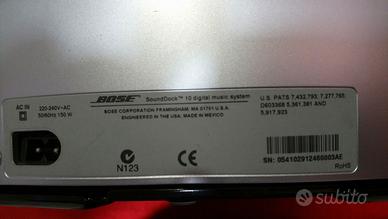 AC IN
220-240V~AC
50/60Hz 150 W
BOSE SoundDock™ 10 digital music system
BOSE CORPORATION FRAMINGHAM, MA 01701 U.S.A.
ENGINEERED IN THE USA, MADE IN MEXICO
N123
CE
U.S. PATS 7,432,793; 7,277,765;
D603368 5,361,381 AND
5,917,923
SN: 054102912460003AE
RoHS
subito